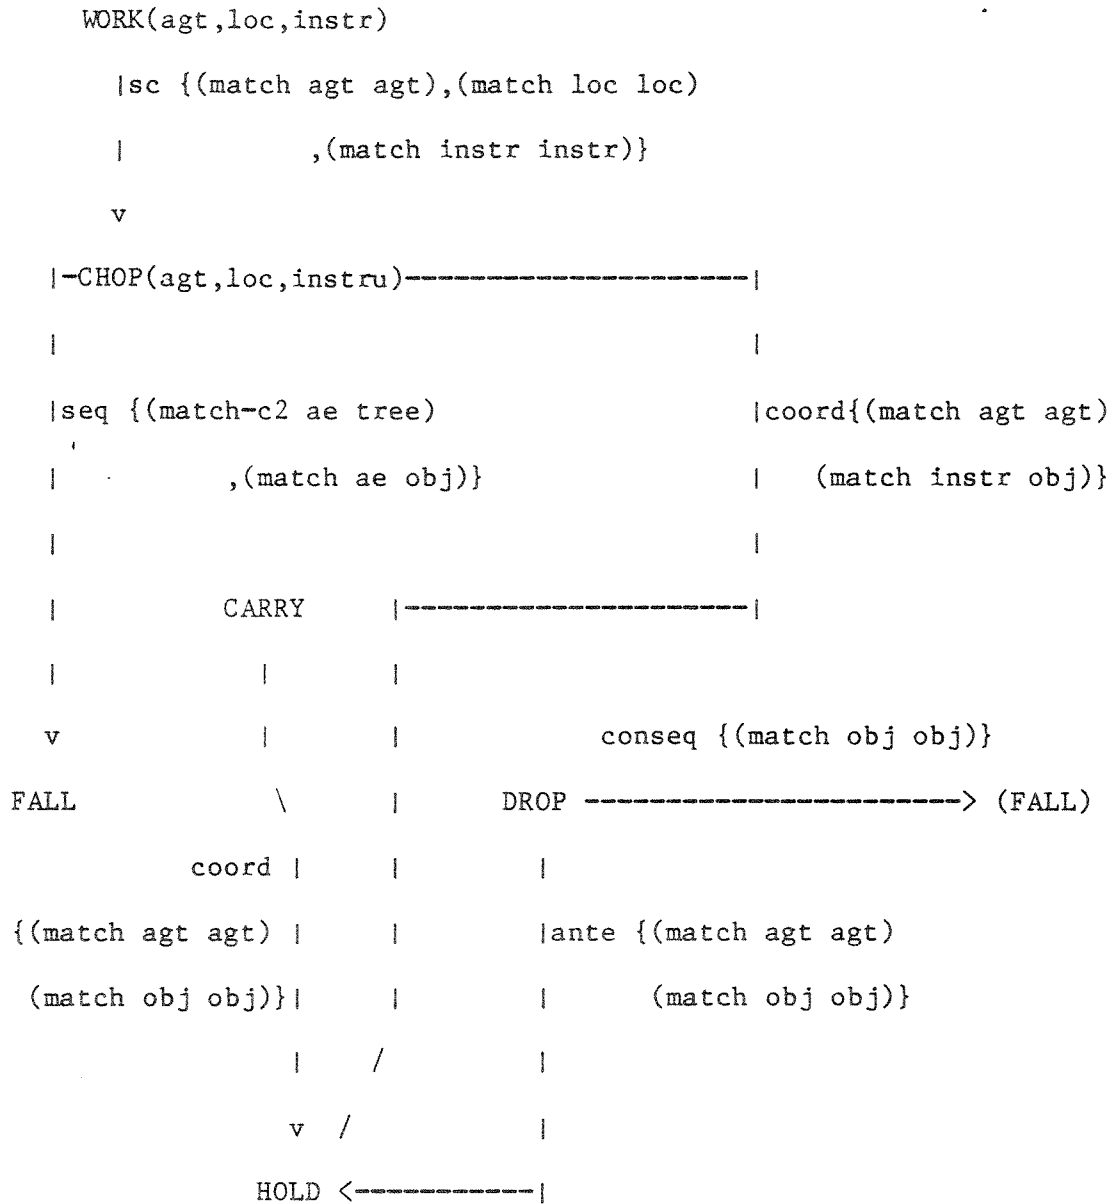 WORK(agt,loc,instr)
|sc {(match agt agt),(match loc loc)
| ,(match instr instr)}
v
|-CHOP(agt,loc,instru)----------------------|
| |
|seq {(match-c2 ae tree) |coord{(match agt agt)
| ,(match ae obj)} | (match instr obj)}
| |
| CARRY |----------------------|
| | |
v | | conseq {(match obj obj)}
FALL \ | DROP -----------------------> (FALL)
coord | | |
{(match agt agt) | | |ante {(match agt agt)
(match obj obj)}| | | (match obj obj)}
| / |
v / |
HOLD <-----------|